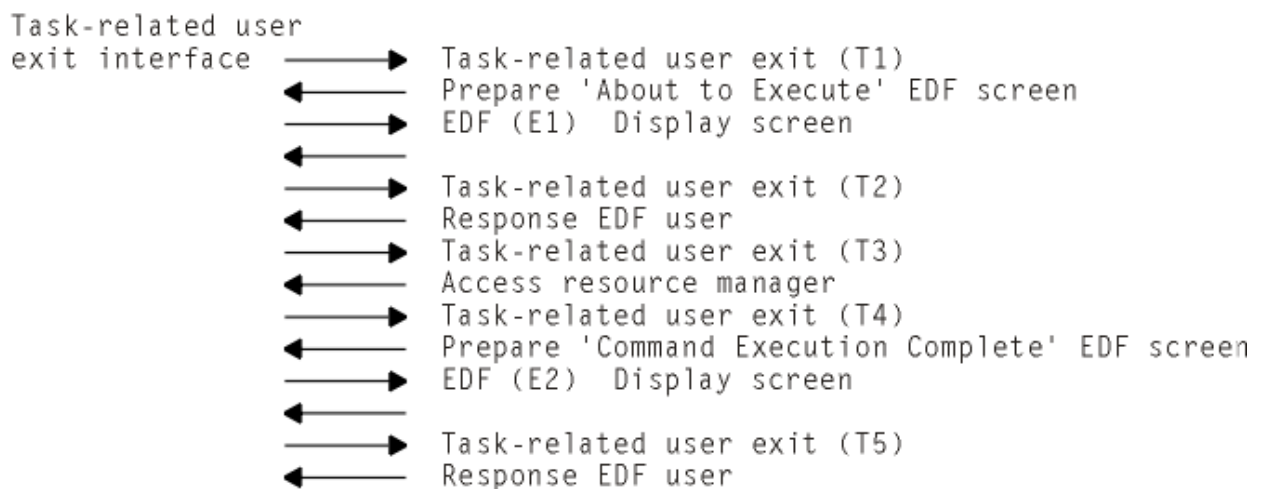 Task-related user
exit interface Task-related user exit (T1)
Prepare 'About to Execute' EDF screen
EDF (E1) Display screen
Task-related user exit (T2)
Response EDF user
Task-related user exit (T3)
Access resource manager
Task-related user exit (T4)
Prepare 'Command Execution Complete' EDF screen
EDF (E2) Display screen
Task-related user exit (T5)
Response EDF user